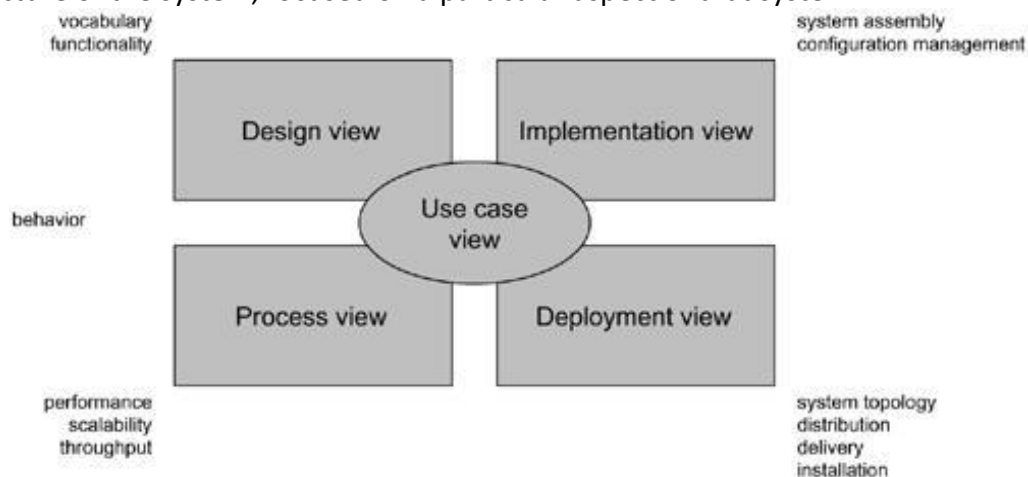 vocabulary
functionality
system assembly
configuration management
Design view
Implementation view
Use case
view
behavior
Process view
Deployment view
performance
scalability
throughput
system topology
distribution
delivery
installation